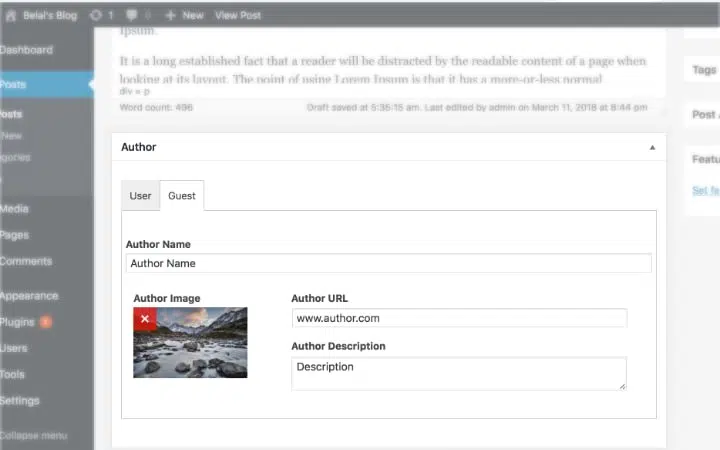 Belal's Blog 1 0 New View Post
Dashboard
Posts
Posts
New
gories
Media
Pages
Comments
Appearance
Plugins
Users
Tools
Settings
Collapse menu
Ipsum.
It is a long established fact that a reader will be distracted by the readable content of a page when
looking at its layout. The point of using Lorem Ipsum is that it has a more-or-less normal
div » p
Word count: 496 Draft saved at 5:35:15 am. Last edited by admin on March 11, 2018 at 8:44 pm
Author
User Guest
Author Name
Author Name
Author Image
Author URL
www.author.com
Author Description
Description
Tags
Post
Featu
Set fe